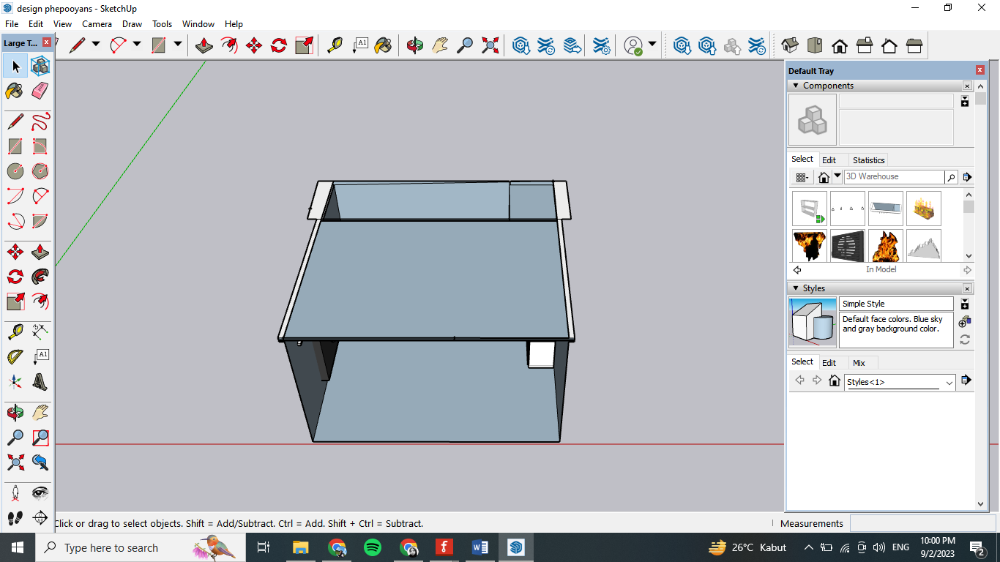 design phepooyans - SketchUp
File Edit View Camera Draw Tools Window Help
Large T...
A1
Default Tray
Components
Select Edit Statistics
3D Warehouse
In Model
Styles
Simple Style
Default face colors. Blue sky
and gray background color.
Select Edit Mix
Styles<1>
A1
Click or drag to select objects. Shift = Add/Subtract. Ctrl = Add. Shift + Ctrl = Subtract.
Measurements
Type here to search
26°C Kabut
ENG
10:00 PM
9/2/2023
2